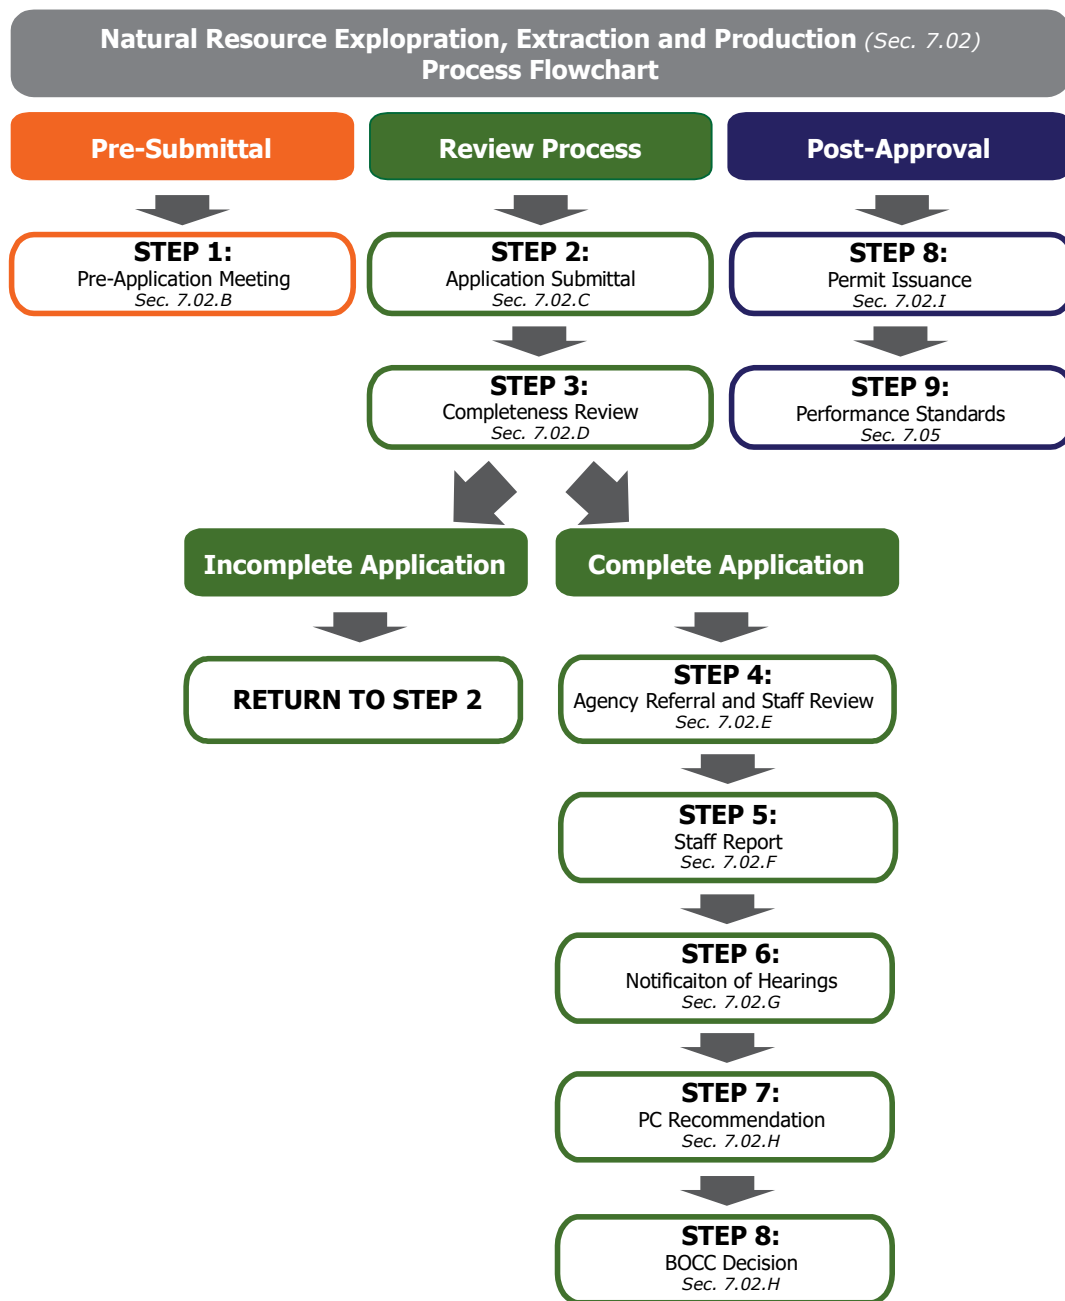 Natural Resource Explopration, Extraction and Production (Sec. 7.02)
Process Flowchart
Pre-Submittal
Review Process
Post-Approval
STEP 1:
Pre-Application Meeting
Sec. 7.02.B
STEP 2:
Application Submittal
Sec. 7.02.C
STEP 8:
Permit Issuance
Sec. 7.02.I
STEP 3:
Completeness Review
Sec. 7.02.D
STEP 9:
Performance Standards
Sec. 7.05
Incomplete Application
Complete Application
RETURN TO STEP 2
STEP 4:
Agency Referral and Staff Review
Sec. 7.02.E
STEP 5:
Staff Report
Sec. 7.02.F
STEP 6:
Notificaiton of Hearings
Sec. 7.02.G
STEP 7:
PC Recommendation
Sec. 7.02.H
STEP 8:
BOCC Decision
Sec. 7.02.H